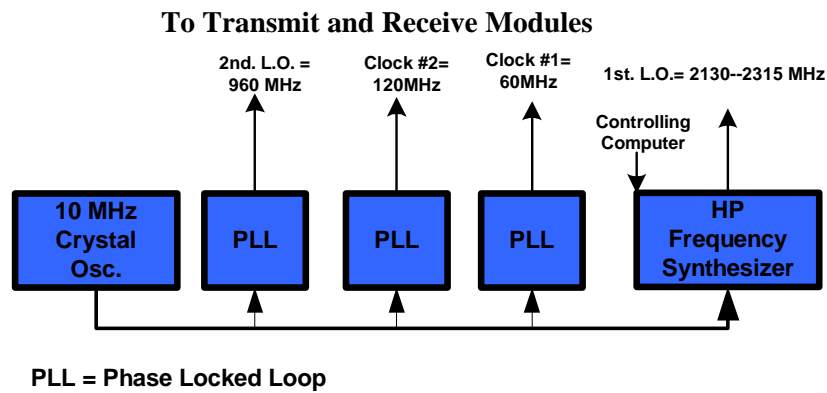 To Transmit and Receive Modules
2nd. L.O. =
960 MHz
Clock #2=
120MHz
Clock #1=
60MHz
1st. L.O.= 2130--2315 MHz
Controlling
Computer
10 MHz
Crystal
Osc.
PLL
PLL
PLL
HP
Frequency
Synthesizer
PLL = Phase Locked Loop